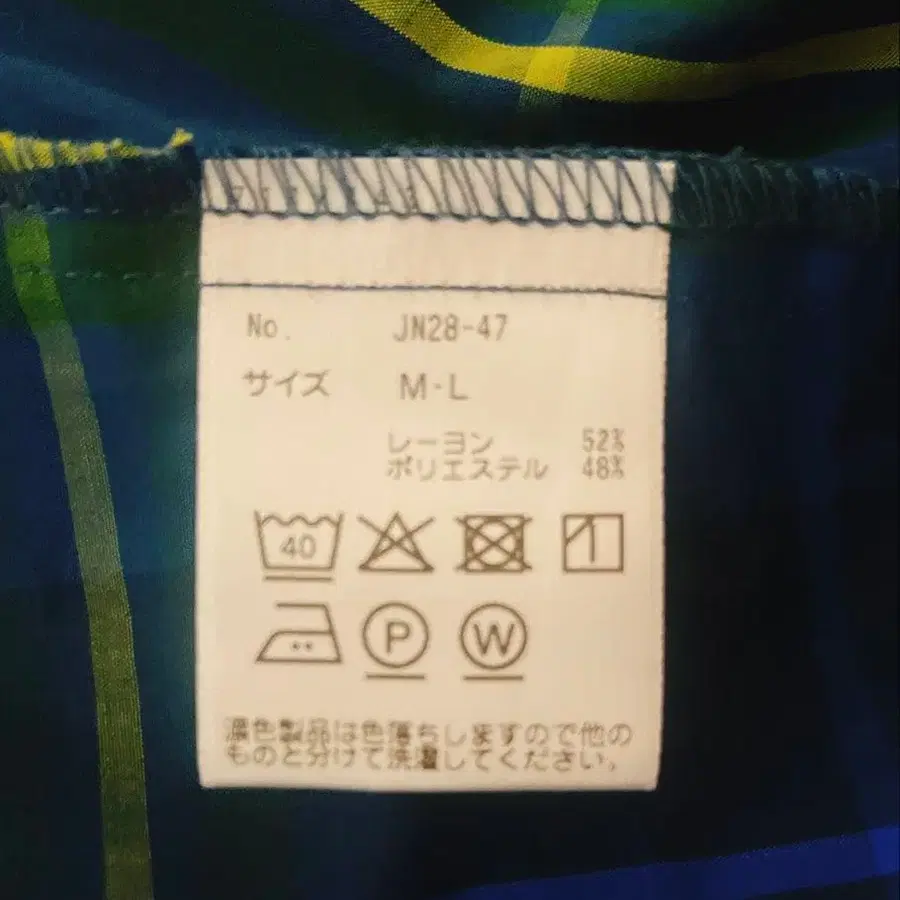 No. JN28-47
サイズ M-L
レーヨン 52%
ポリエステル 48%
40
P W
濃色製品は色落ちしますので他の
ものと分けて洗濯してください。